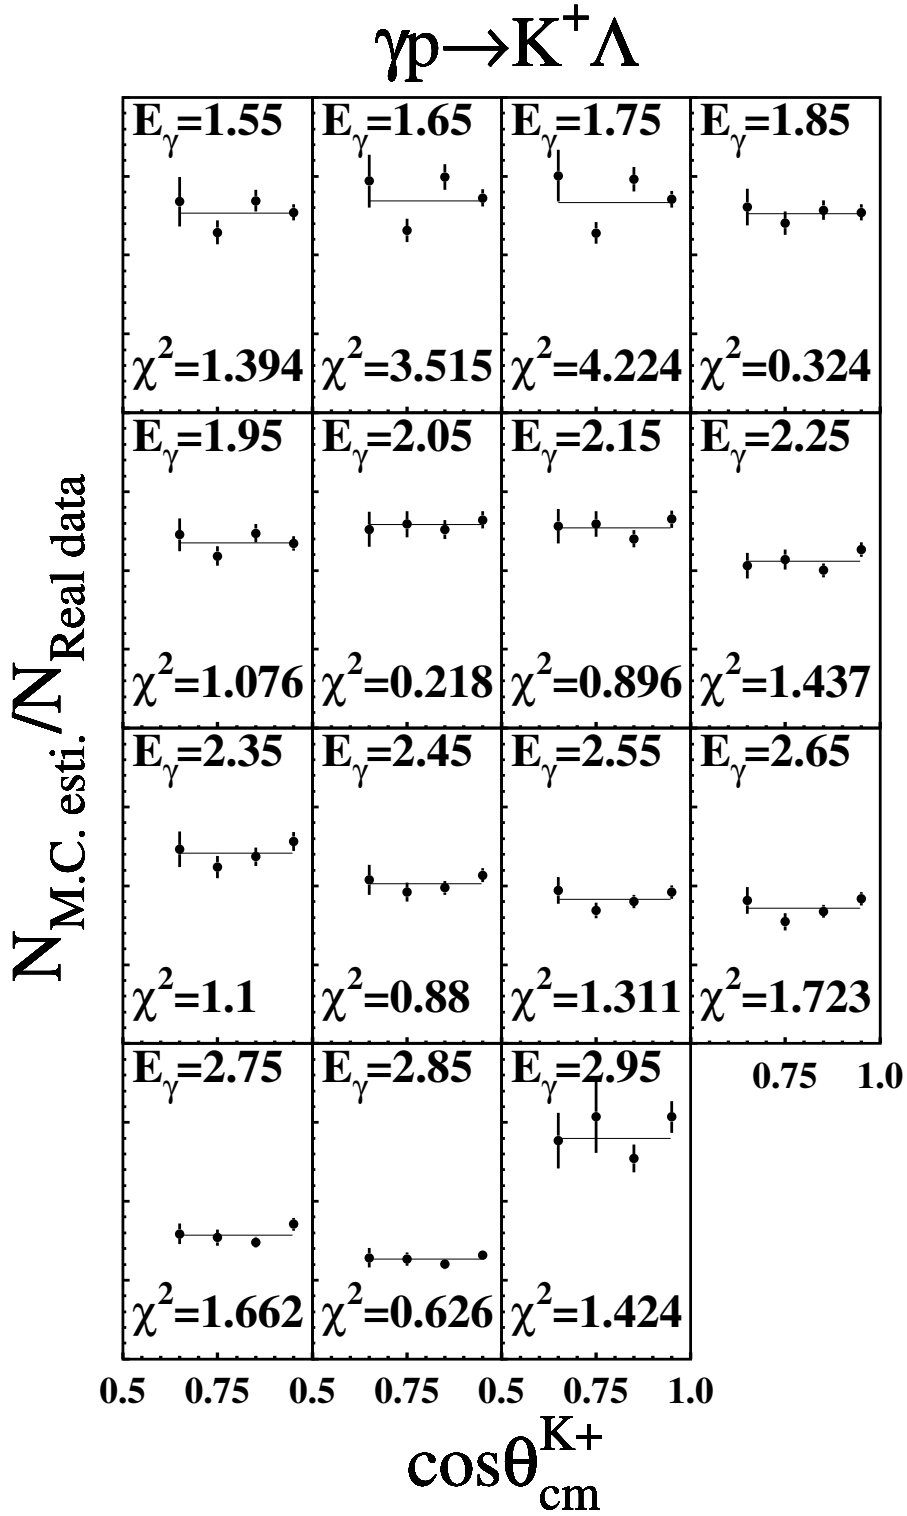 γp→K⁺Λ
E_γ=1.55 E_γ=1.65 E_γ=1.75 E_γ=1.85
χ²=1.394 χ²=3.515 χ²=4.224 χ²=0.324
E_γ=1.95 E_γ=2.05 E_γ=2.15 E_γ=2.25
χ²=1.076 χ²=0.218 χ²=0.896 χ²=1.437
E_γ=2.35 E_γ=2.45 E_γ=2.55 E_γ=2.65
χ²=1.1 χ²=0.88 χ²=1.311 χ²=1.723
E_γ=2.75 E_γ=2.85 E_γ=2.95
0.75 1.0
χ²=1.662 χ²=0.626 χ²=1.424
0.5 0.75 0.5 0.75 0.5 0.75 1.0
cosθ_cm^K+
N_M.C. esti./N_Real data